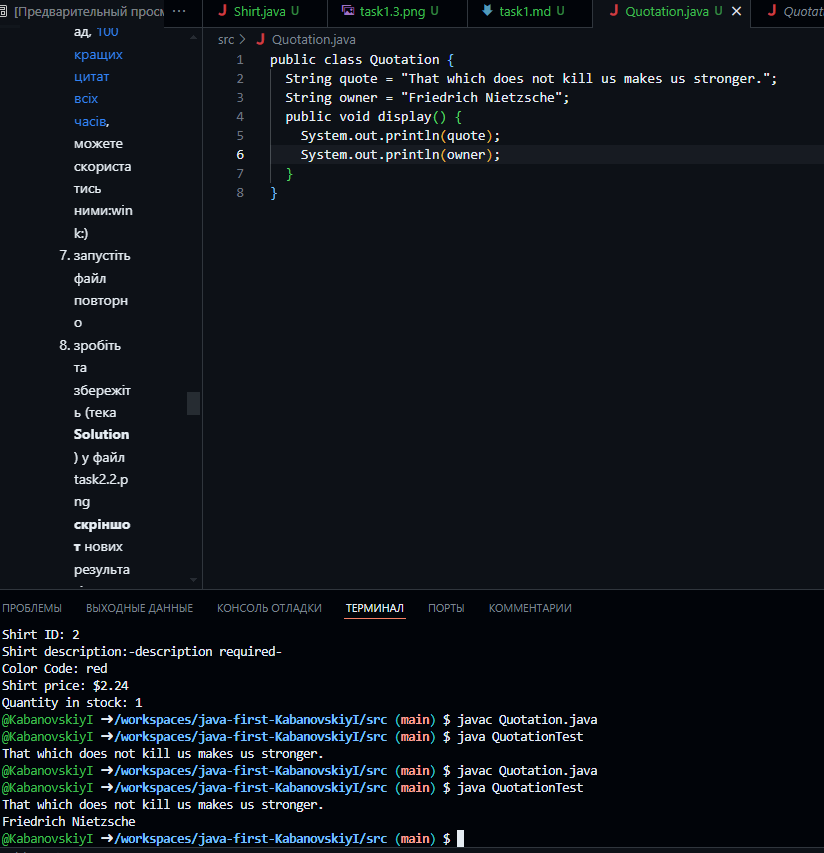 [Предварительный просм ···
Shirt.java U
task1.3.png U
task1.md U
Quotation.java U
ад, 100
кращих
цитат
всіх
часів,
можете
скориста
тись
ними:win
k:)
7. запустіть
файл
повторн
о
8. зробіть
та
збережіт
ь (тека
Solution
) у файл
task2.2.p
ng
скріншо
т нових
результа
src > Quotation.java
1 public class Quotation {
2 String quote = "That which does not kill us makes us stronger.";
3 String owner = "Friedrich Nietzsche";
4 public void display() {
5 System.out.println(quote);
6 System.out.println(owner);
7 }
8 }
ПРОБЛЕМЫ ВЫХОДНЫЕ ДАННЫЕ КОНСОЛЬ ОТЛАДКИ ТЕРМИНАЛ ПОРТЫ КОММЕНТАРИИ
Shirt ID: 2
Shirt description:-description required-
Color Code: red
Shirt price: $2.24
Quantity in stock: 1
@KabanovskiyI ➜/workspaces/java-first-KabanovskiyI/src (main) $ javac Quotation.java
@KabanovskiyI ➜/workspaces/java-first-KabanovskiyI/src (main) $ java QuotationTest
That which does not kill us makes us stronger.
@KabanovskiyI ➜/workspaces/java-first-KabanovskiyI/src (main) $ javac Quotation.java
@KabanovskiyI ➜/workspaces/java-first-KabanovskiyI/src (main) $ java QuotationTest
That which does not kill us makes us stronger.
Friedrich Nietzsche
@KabanovskiyI ➜/workspaces/java-first-KabanovskiyI/src (main) $